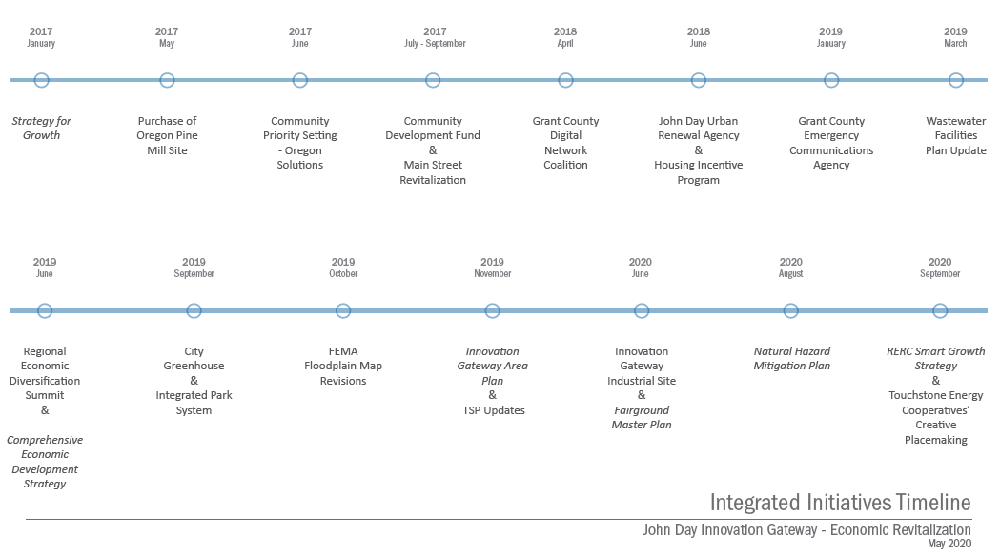 2017
January
2017
May
2017
June
2017
July - September
2018
April
2018
June
2019
January
2019
March
Strategy for
Growth
Purchase of
Oregon Pine
Mill Site
Community
Priority Setting
- Oregon
Solutions
Community
Development Fund
&
Main Street
Revitalization
Grant County
Digital
Network
Coalition
John Day Urban
Renewal Agency
&
Housing Incentive
Program
Grant County
Emergency
Communications
Agency
Wastewater
Facilities
Plan Update
2019
June
2019
September
2019
October
2019
November
2020
June
2020
August
2020
September
Regional
Economic
Diversification
Summit
&
Comprehensive
Economic
Development
Strategy
City
Greenhouse
&
Integrated Park
System
FEMA
Floodplain Map
Revisions
Innovation
Gateway Area
Plan
&
TSP Updates
Innovation
Gateway
Industrial Site
&
Fairground
Master Plan
Natural Hazard
Mitigation Plan
RERC Smart Growth
Strategy
&
Touchstone Energy
Cooperatives’
Creative
Placemaking
Integrated Initiatives Timeline
John Day Innovation Gateway - Economic Revitalization
May 2020